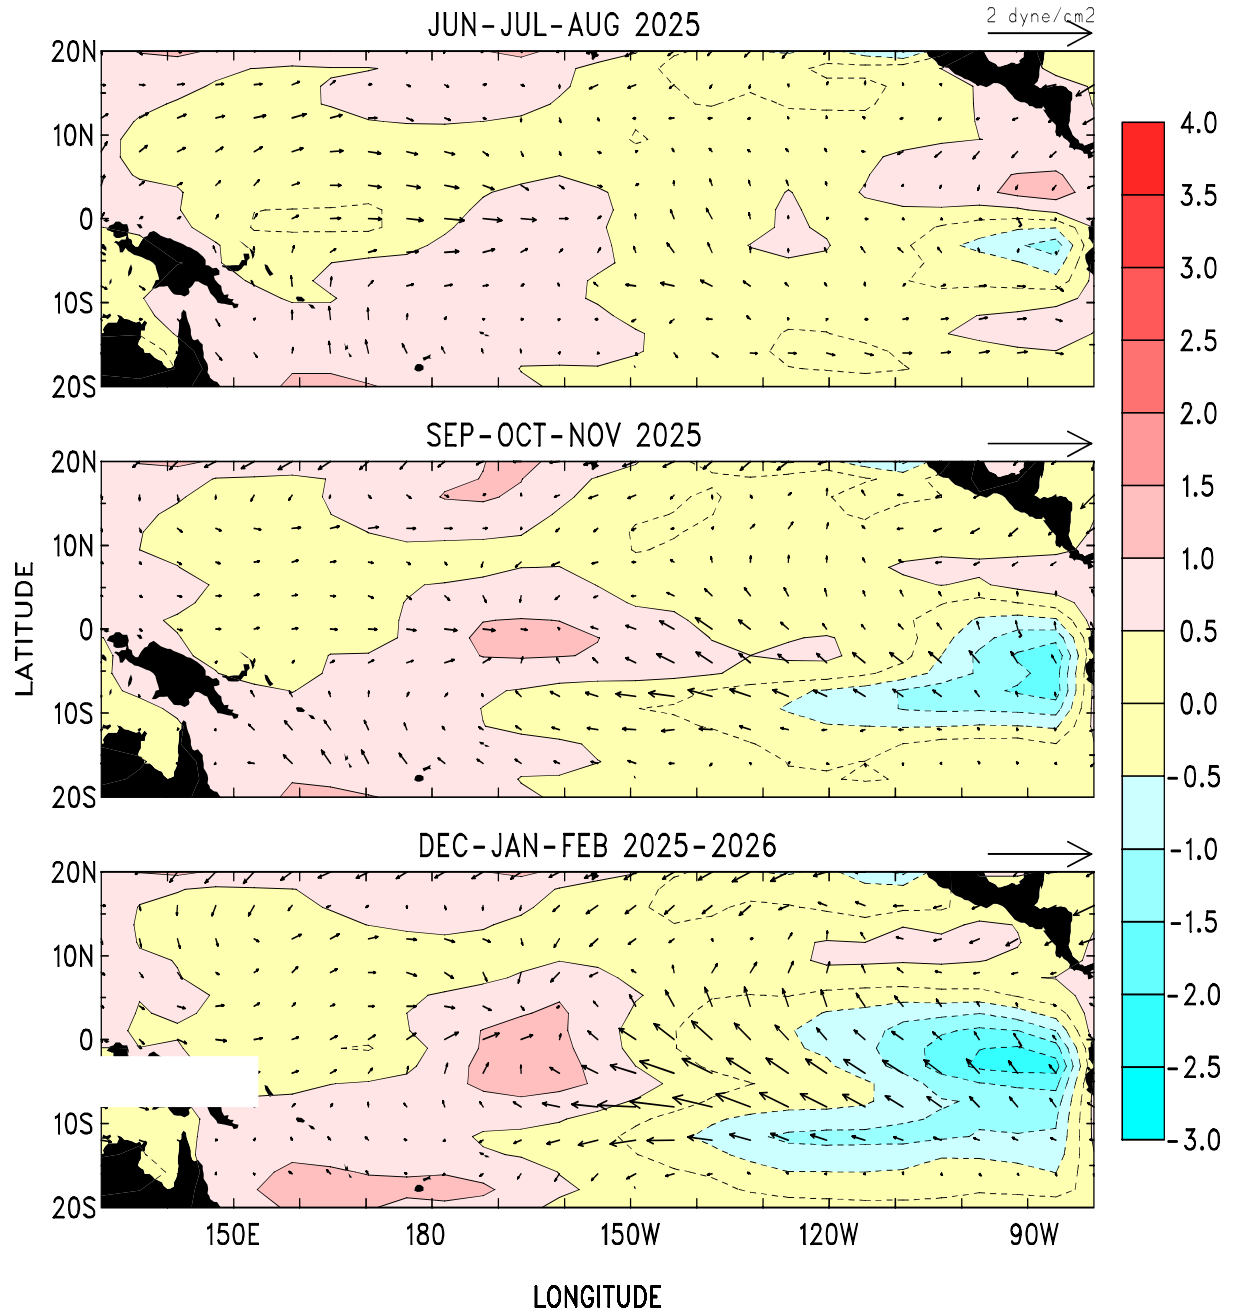 JUN-JUL-AUG 2025
2 dyne/cm2
20N
10N
0
10S
20S
SEP-OCT-NOV 2025
20N
10N
0
10S
20S
DEC-JAN-FEB 2025-2026
20N
10N
0
10S
20S
150E 180 150W 120W 90W
LATITUDE
LONGITUDE
4.0
3.5
3.0
2.5
2.0
1.5
1.0
0.5
0.0
-0.5
-1.0
-1.5
-2.0
-2.5
-3.0